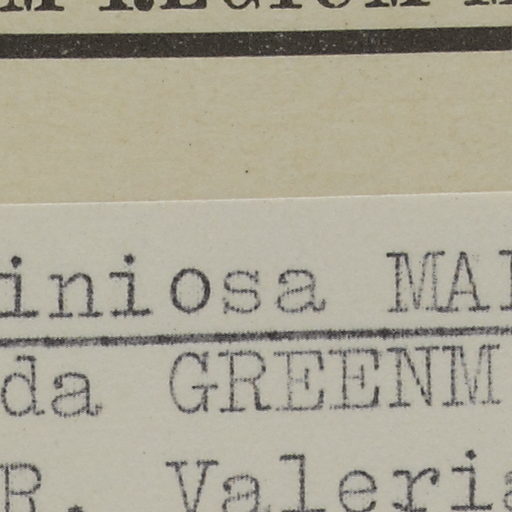 iniosa MA
da GREENM
R. Valeria